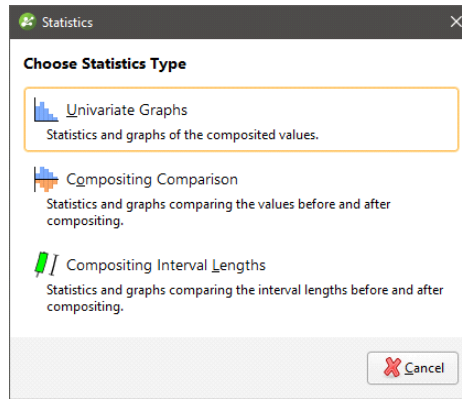 Statistics
Choose Statistics Type
Univariate Graphs
Statistics and graphs of the composited values.
Compositing Comparison
Statistics and graphs comparing the values before and after
compositing.
Compositing Interval Lengths
Statistics and graphs comparing the interval lengths before and after
compositing.
Cancel